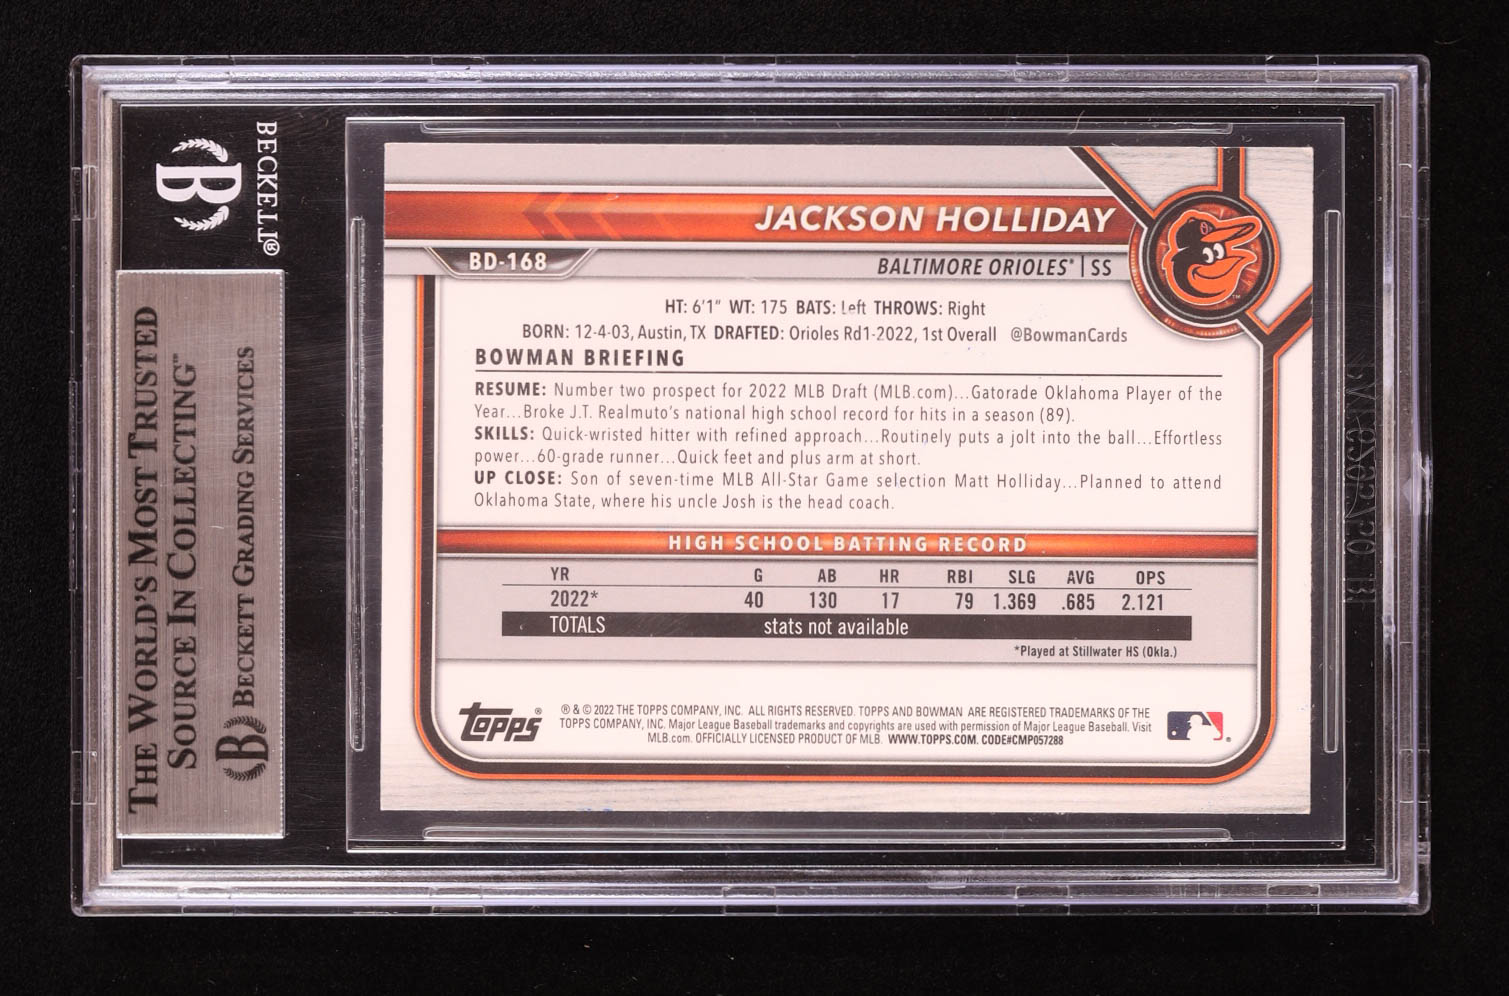 BECKETT®
B
THE WORLD'S MOST TRUSTED
SOURCE IN COLLECTING™
B BECKETT GRADING SERVICES
JACKSON HOLLIDAY
BD-168
BALTIMORE ORIOLES® | SS
HT: 6'1" WT: 175 BATS: Left THROWS: Right
BORN: 12-4-03, Austin, TX DRAFTED: Orioles Rd1-2022, 1st Overall @BowmanCards
BOWMAN BRIEFING
RESUME: Number two prospect for 2022 MLB Draft (MLB.com)...Gatorade Oklahoma Player of the
Year...Broke J.T. Realmuto's national high school record for hits in a season (89).
SKILLS: Quick-wristed hitter with refined approach...Routinely puts a jolt into the ball...Effortless
power...60-grade runner...Quick feet and plus arm at short.
UP CLOSE: Son of seven-time MLB All-Star Game selection Matt Holliday...Planned to attend
Oklahoma State, where his uncle Josh is the head coach.
HIGH SCHOOL BATTING RECORD
YR G AB HR RBI SLG AVG OPS
2022* 40 130 17 79 1.369 .685 2.121
TOTALS stats not available
*Played at Stillwater HS (Okla.)
topps®
® & © 2022 THE TOPPS COMPANY, INC. ALL RIGHTS RESERVED. TOPPS AND BOWMAN ARE REGISTERED TRADEMARKS OF THE
TOPPS COMPANY, INC. Major League Baseball trademarks and copyrights are used with permission of Major League Baseball. Visit
MLB.com. OFFICIALLY LICENSED PRODUCT OF MLB. WWW.TOPPS.COM. CODE#CMP057288